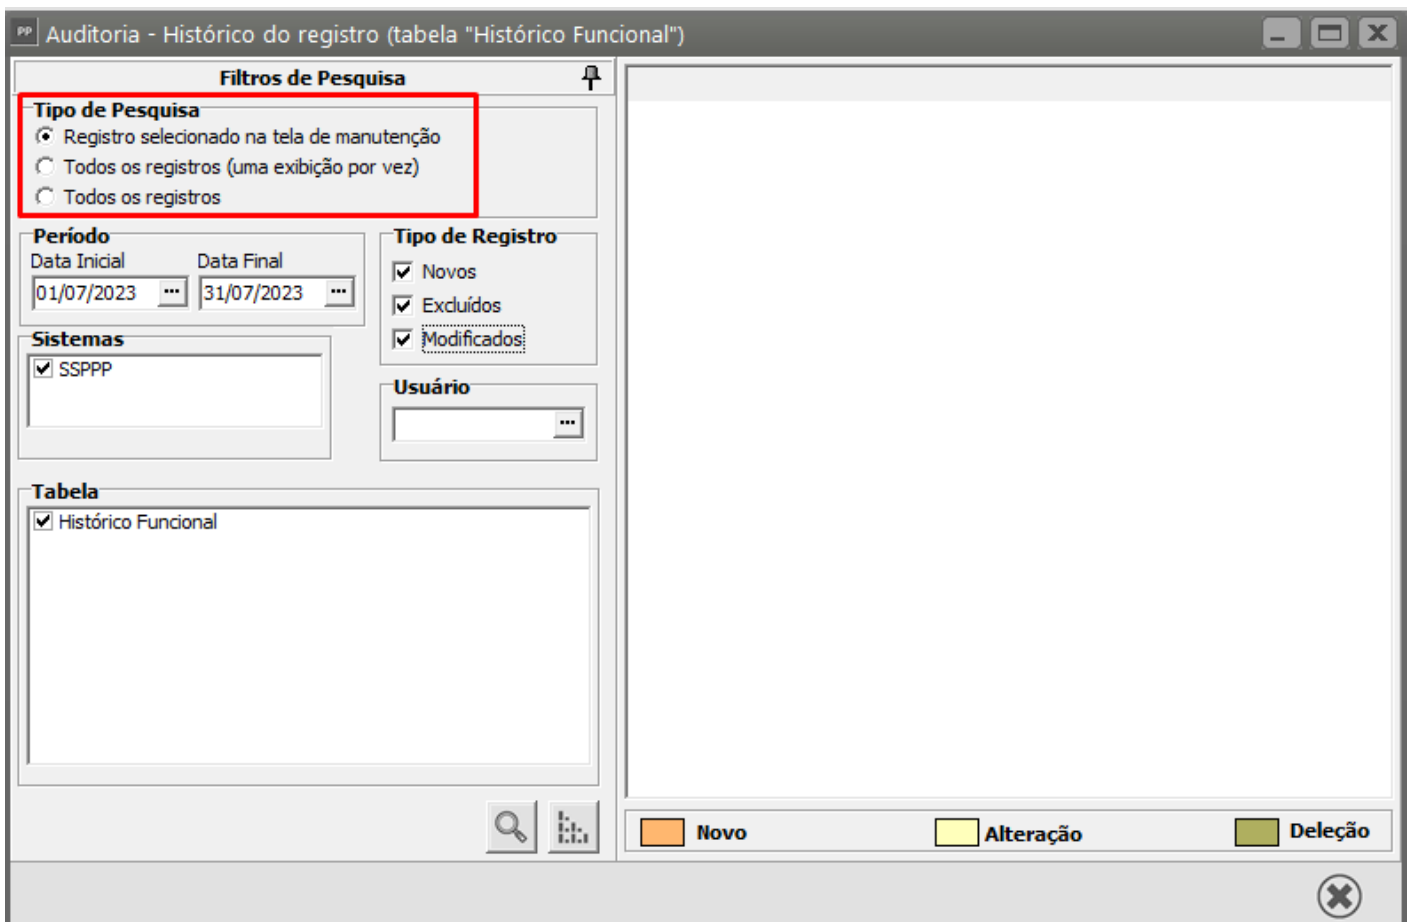 PP Auditoria - Histórico do registro (tabela "Histórico Funcional")
Filtros de Pesquisa
Tipo de Pesquisa
Registro selecionado na tela de manutenção
Todos os registros (uma exibição por vez)
Todos os registros
Período
Data Inicial Data Final
01/07/2023 ... 31/07/2023 ...
Tipo de Registro
Novos
Excluídos
Modificados
Sistemas
SSPPP
Usuário
...
Tabela
Histórico Funcional
Novo Alteração Deleção